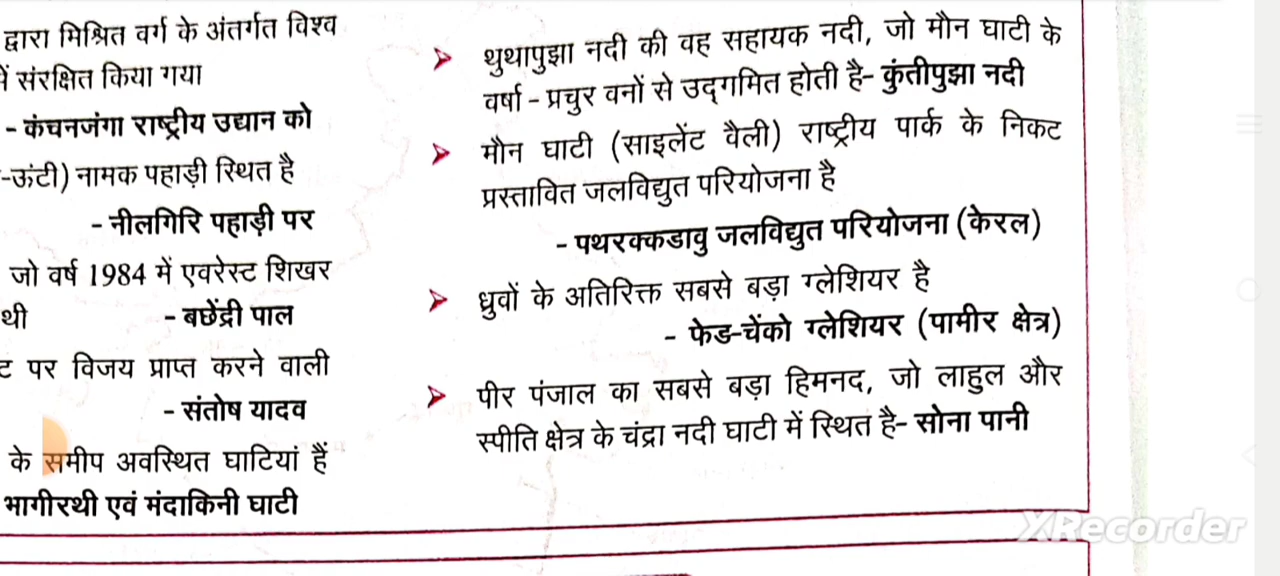 द्वारा मिश्रित वर्ग के अंतर्गत विश्व
में संरक्षित किया गया
- कंचनजंगा राष्ट्रीय उद्यान को
-ऊंटी) नामक पहाड़ी स्थित है
- नीलगिरि पहाड़ी पर
जो वर्ष 1984 में एवरेस्ट शिखर
थी - बछेंद्री पाल
पर विजय प्राप्त करने वाली
- संतोष यादव
के समीप अवस्थित घाटियां हैं
भागीरथी एवं मंदाकिनी घाटी
थुथापुझा नदी की वह सहायक नदी, जो मौन घाटी के
वर्षा - प्रचुर वनों से उद्गमित होती है- कुंतीपुझा नदी
मौन घाटी (साइलेंट वैली) राष्ट्रीय पार्क के निकट
प्रस्तावित जलविद्युत परियोजना है
- पथरक्कडावु जलविद्युत परियोजना (केरल)
ध्रुवों के अतिरिक्त सबसे बड़ा ग्लेशियर है
- फेड-चेंको ग्लेशियर (पामीर क्षेत्र)
पीर पंजाल का सबसे बड़ा हिमनद, जो लाहुल और
स्पीति क्षेत्र के चंद्रा नदी घाटी में स्थित है- सोना पानी
XRecorder